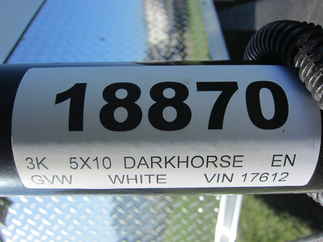 18870
3K 5X10 DARKHORSE EN
GVW WHITE VIN 17612